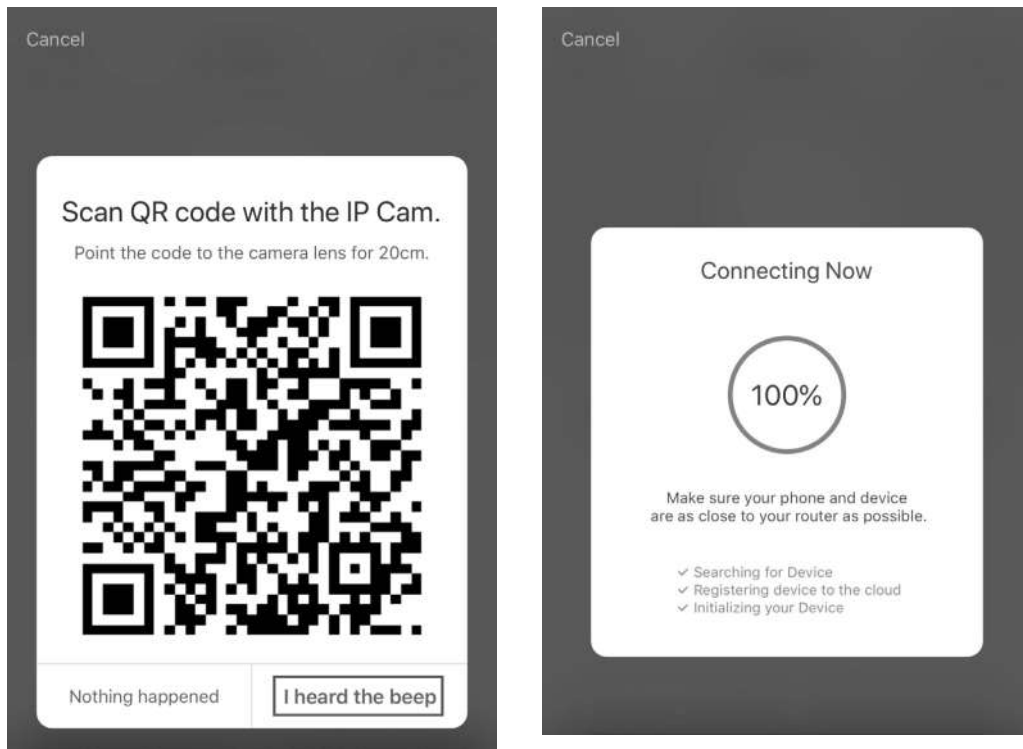 Cancel
Scan QR code with the IP Cam.
Point the code to the camera lens for 20cm.
Nothing happened
I heard the beep
Cancel
Connecting Now
100%
Make sure your phone and device
are as close to your router as possible.
✓ Searching for Device
✓ Registering device to the cloud
✓ Initializing your Device